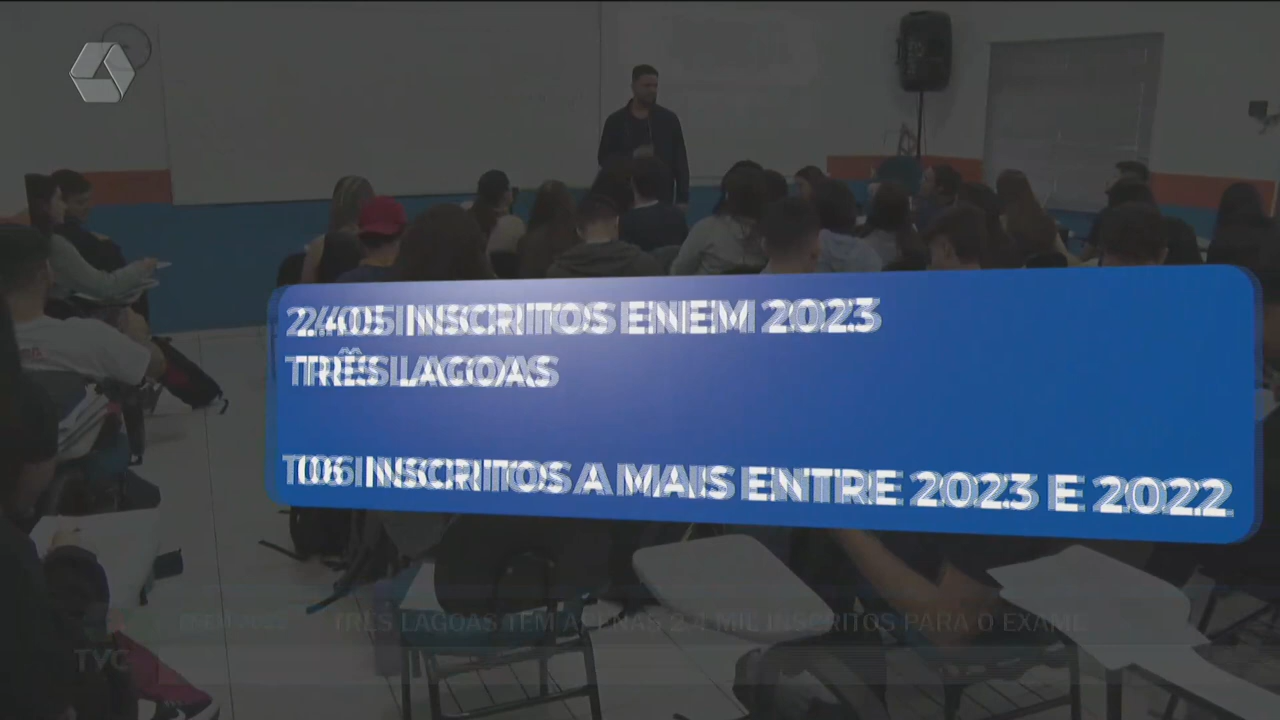 2.405 INSCRITOS ENEM 2023
TRÊS LAGOAS
106 INSCRITOS A MAIS ENTRE 2023 E 2022
TRÊS LAGOAS TEM APENAS 2,4 MIL INSCRITOS PARA O EXAME
TVC